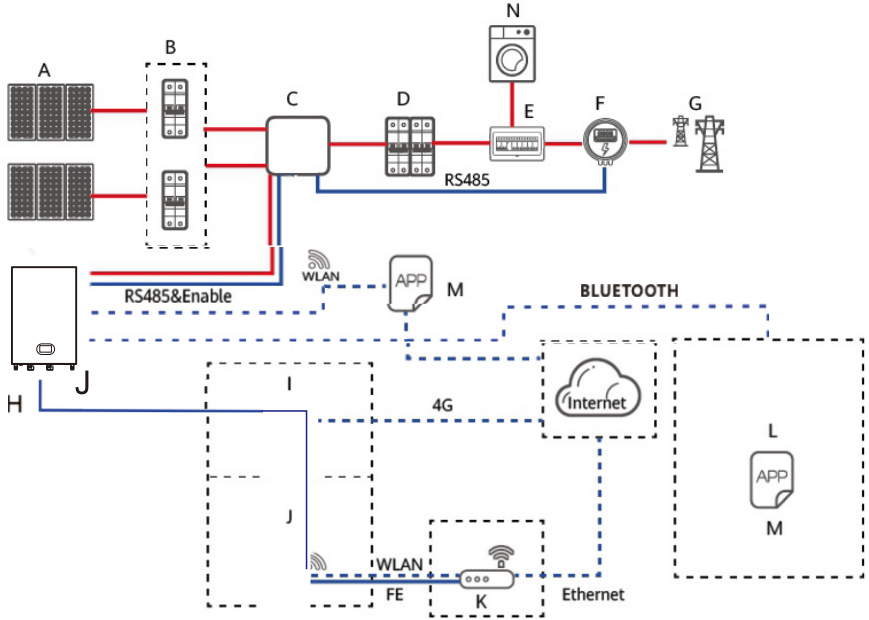 N
B
A
C
D
E
F
G
RS485
WLAN
APP
M
RS485&Enable
BLUETOOTH
J
H
I
4G
Internet
L
APP
M
J
WLAN
FE
K
Ethernet